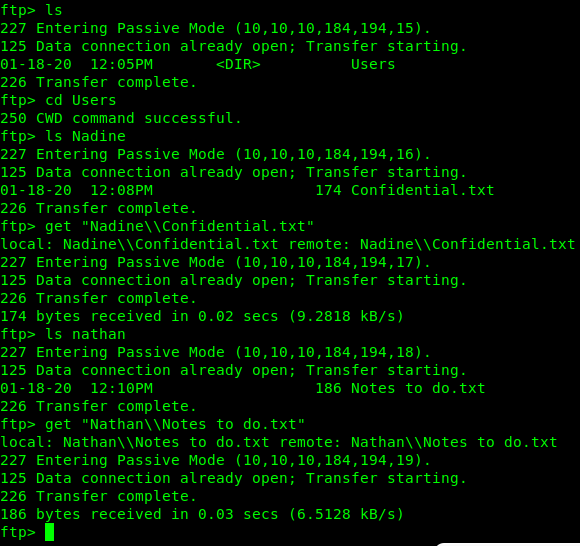 ftp> ls
227 Entering Passive Mode (10,10,10,184,194,15).
125 Data connection already open; Transfer starting.
01-18-20  12:05PM       <DIR>          Users
226 Transfer complete.
ftp> cd Users
250 CWD command successful.
ftp> ls Nadine
227 Entering Passive Mode (10,10,10,184,194,16).
125 Data connection already open; Transfer starting.
01-18-20  12:08PM                  174 Confidential.txt
226 Transfer complete.
ftp> get "Nadine\\Confidential.txt"
local: Nadine\\Confidential.txt remote: Nadine\\Confidential.txt
227 Entering Passive Mode (10,10,10,184,194,17).
125 Data connection already open; Transfer starting.
226 Transfer complete.
174 bytes received in 0.02 secs (9.2818 kB/s)
ftp> ls nathan
227 Entering Passive Mode (10,10,10,184,194,18).
125 Data connection already open; Transfer starting.
01-18-20  12:10PM                  186 Notes to do.txt
226 Transfer complete.
ftp> get "Nathan\\Notes to do.txt"
local: Nathan\\Notes to do.txt remote: Nathan\\Notes to do.txt
227 Entering Passive Mode (10,10,10,184,194,19).
125 Data connection already open; Transfer starting.
226 Transfer complete.
186 bytes received in 0.03 secs (6.5128 kB/s)
ftp>